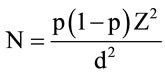 N = p(1−p)Z² / d²